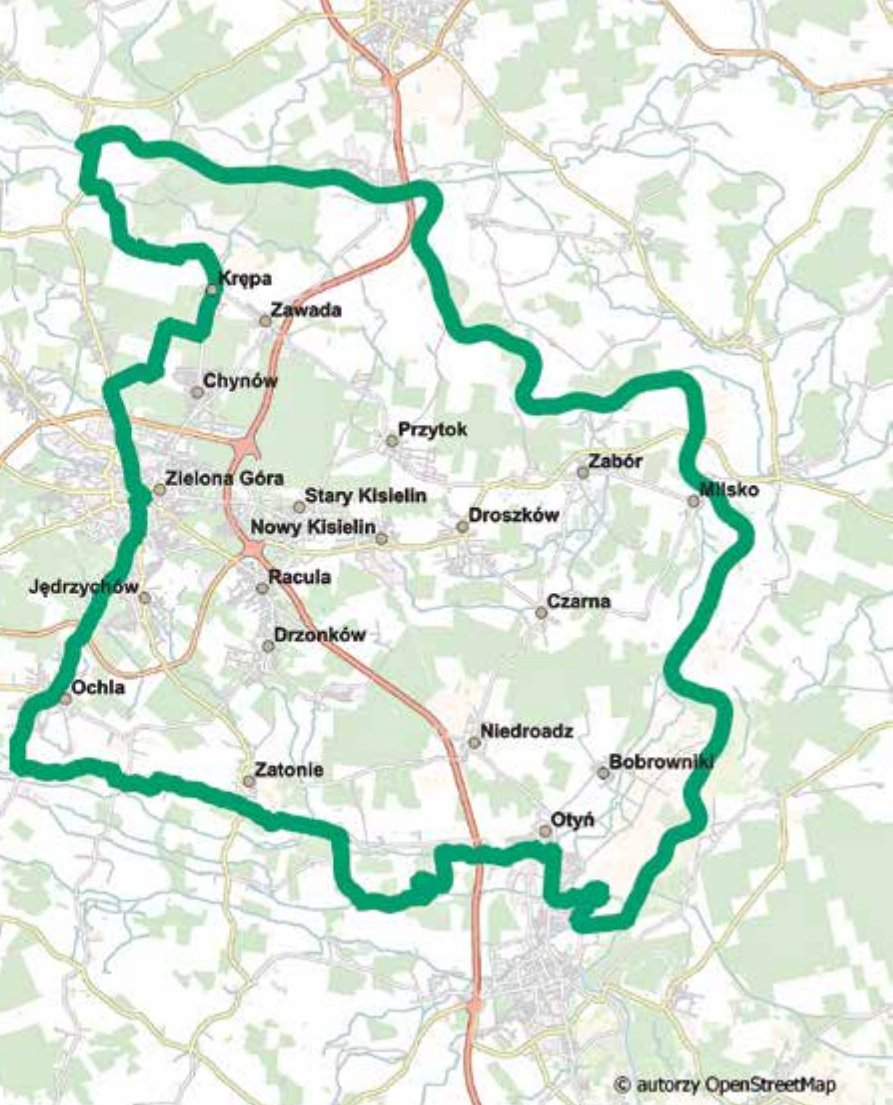 Krępa
Zawada
Chynów
Przytok
Zabór
Zielona Góra
Milsko
Stary Kisielin
Droszków
Nowy Kisielin
Racula
Jędrzychów
Czarna
Drzonków
Ochla
Niedroadz
Bobrowniki
Zatonie
Otyń
© autorzy OpenStreetMap